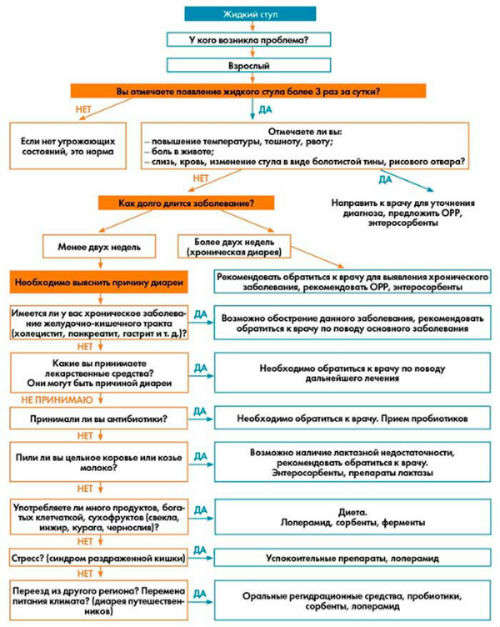 Жидкий стул
У кого возникла проблема?
Взрослый
Вы отмечаете появление жидкого стула более 3 раз за сутки?
НЕТ
ДА
Если нет угрожающих
состояний, это норма
Отмечаете ли вы:
– повышение температуры, тошноту, рвоту;
– боль в животе;
– слизь, кровь, изменение стула в виде болотистой тины, рисового отвара?
НЕТ
ДА
Как долго длится заболевание?
Направить к врачу для уточнения
диагноза, предложить ОРР,
энтеросорбенты
Менее двух недель
Более двух недель
(хроническая диарея)
Необходимо выяснить причину диареи
Рекомендовать обратиться к врачу для выявления хронического
заболевания, рекомендовать ОРР, энтеросорбенты
Имеется ли у вас хроническое заболева-
ние желудочно-кишечного тракта
(холецистит, панкреатит, гастрит и т. д.)?
ДА
Возможно обострение данного заболевания, рекомендовать
обратиться к врачу по поводу основного заболевания
НЕТ
Какие вы принимаете
лекарственные средства?
Они могут быть причиной диареи
ДА
Необходимо обратиться к врачу по поводу
дальнейшего лечения
НЕ ПРИНИМАЮ
Принимали ли вы антибиотики?
ДА
Необходимо обратиться к врачу. Прием пробиотиков
НЕТ
Пили ли вы цельное коровье или козье
молоко?
ДА
Возможно наличие лактазной недостаточности,
рекомендовать обратиться к врачу.
Энтеросорбенты, препараты лактазы
НЕТ
Употребляете ли много продуктов, бога-
тых клетчаткой, сухофруктов (свекла,
инжир, курага, чернослив)?
ДА
Диета.
Лоперамид, сорбенты, ферменты
НЕТ
Стресс? (синдром раздраженной кишки)
ДА
Успокоительные препараты, лоперамид
НЕТ
Переезд из другого региона? Перемена
питания климата? (диарея путешествен-
ников)
ДА
Оральные регидрационные средства, пробиотики,
сорбенты, лоперамид